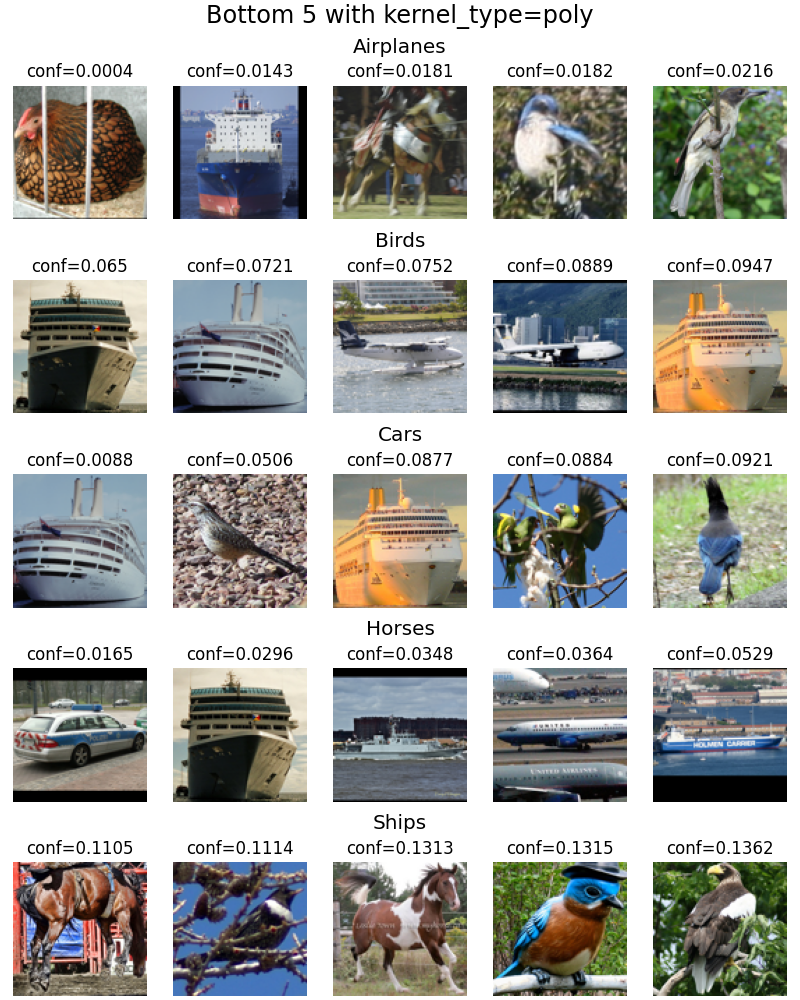 Bottom 5 with kernel_type=poly
Airplanes
conf=0.0004 conf=0.0143 conf=0.0181 conf=0.0182 conf=0.0216
Birds
conf=0.065 conf=0.0721 conf=0.0752 conf=0.0889 conf=0.0947
Cars
conf=0.0088 conf=0.0506 conf=0.0877 conf=0.0884 conf=0.0921
Horses
conf=0.0165 conf=0.0296 conf=0.0348 conf=0.0364 conf=0.0529
UNITED
UNITED AIRLINES
HOLMEN CARRIER
Ships
conf=0.1105 conf=0.1114 conf=0.1313 conf=0.1315 conf=0.1362